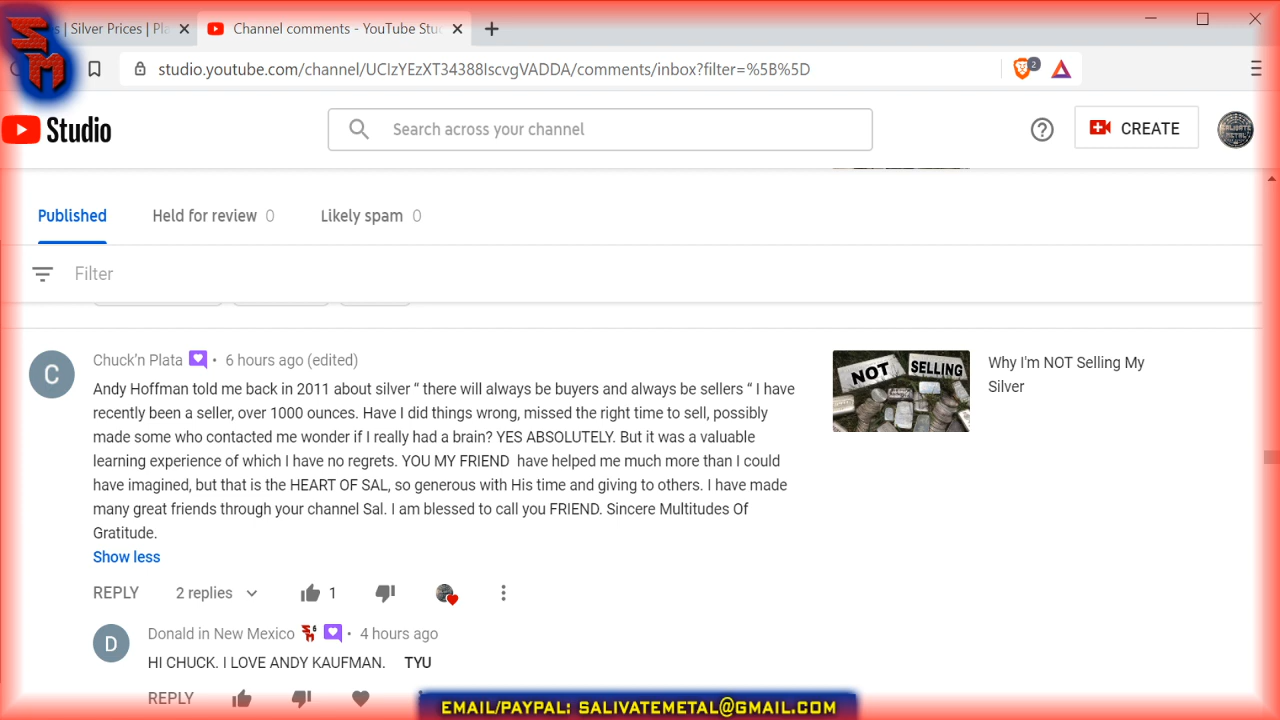 s | Silver Prices | Pla
Channel comments - YouTube Stu
studio.youtube.com/channel/UCIzYEzXT34388IscvgVADDA/comments/inbox?filter=%5B%5D
2
SM
Studio
Search across your channel
CREATE
SALIVATE METAL
Published
Held for review 0
Likely spam 0
Filter
C
Chuck'n Plata • 6 hours ago (edited)
Andy Hoffman told me back in 2011 about silver “ there will always be buyers and always be sellers “ I have
recently been a seller, over 1000 ounces. Have I did things wrong, missed the right time to sell, possibly
made some who contacted me wonder if I really had a brain? YES ABSOLUTELY. But it was a valuable
learning experience of which I have no regrets. YOU MY FRIEND have helped me much more than I could
have imagined, but that is the HEART OF SAL, so generous with His time and giving to others. I have made
many great friends through your channel Sal. I am blessed to call you FRIEND. Sincere Multitudes Of
Gratitude.
Show less
NOT SELLING
Why I'm NOT Selling My
Silver
REPLY 2 replies 1
D
Donald in New Mexico SM 6 • 4 hours ago
HI CHUCK. I LOVE ANDY KAUFMAN. TYU
REPLY
EMAIL/PAYPAL: SALIVATEMETAL@GMAIL.COM